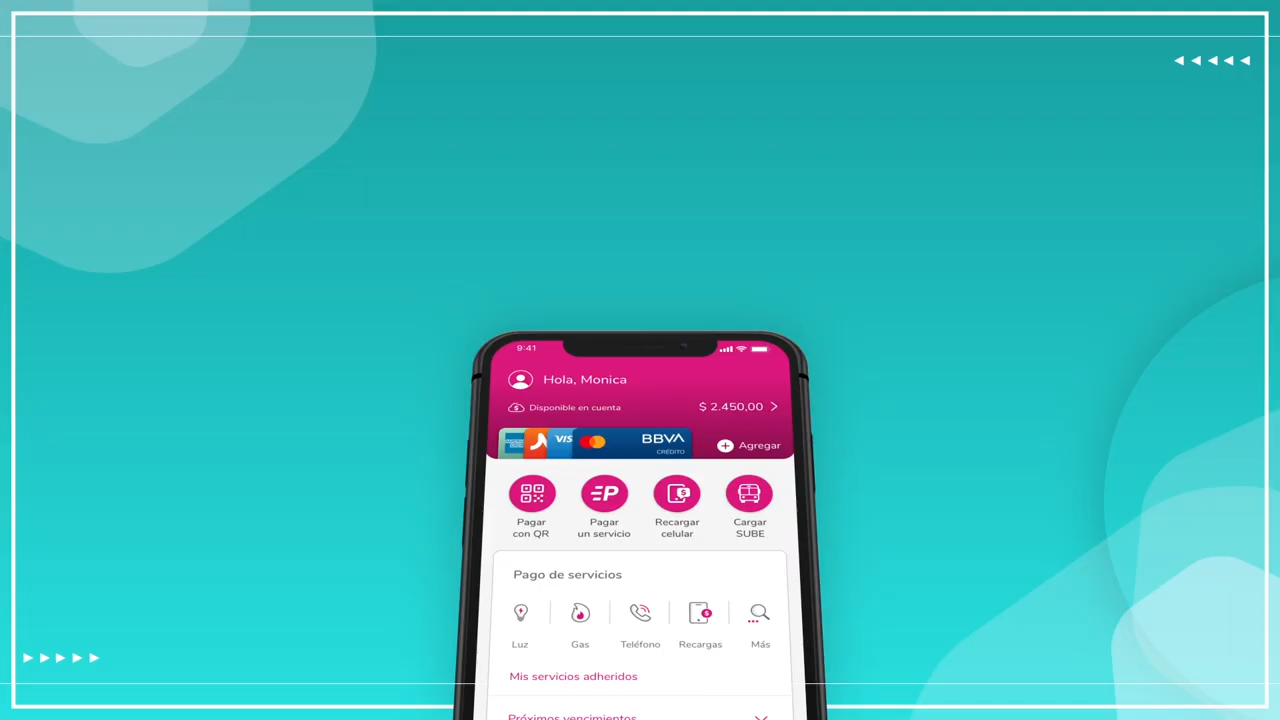 9:41
Hola, Monica
Disponible en cuenta $ 2.450,00
VISA BBVA
CRÉDITO
Agregar
Pagar con QR
Pagar un servicio
Recargar celular
Cargar SUBE
Pago de servicios
Luz Gas Teléfono Recargas Más
Mis servicios adheridos
Próximos vencimientos